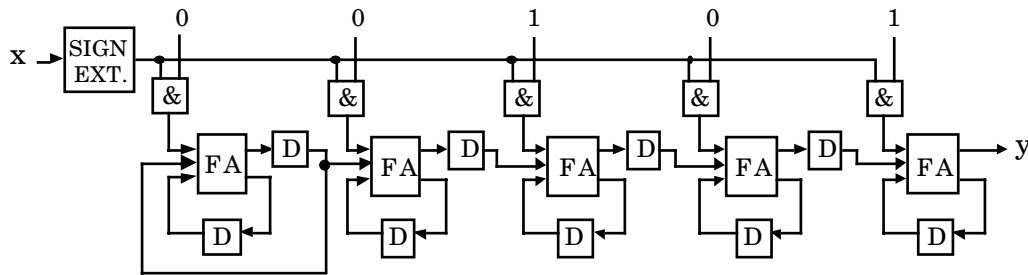 0 0 1 0 1
x SIGN
EXT.
& & & & &
FA D FA D FA D FA D FA y
D D D D D